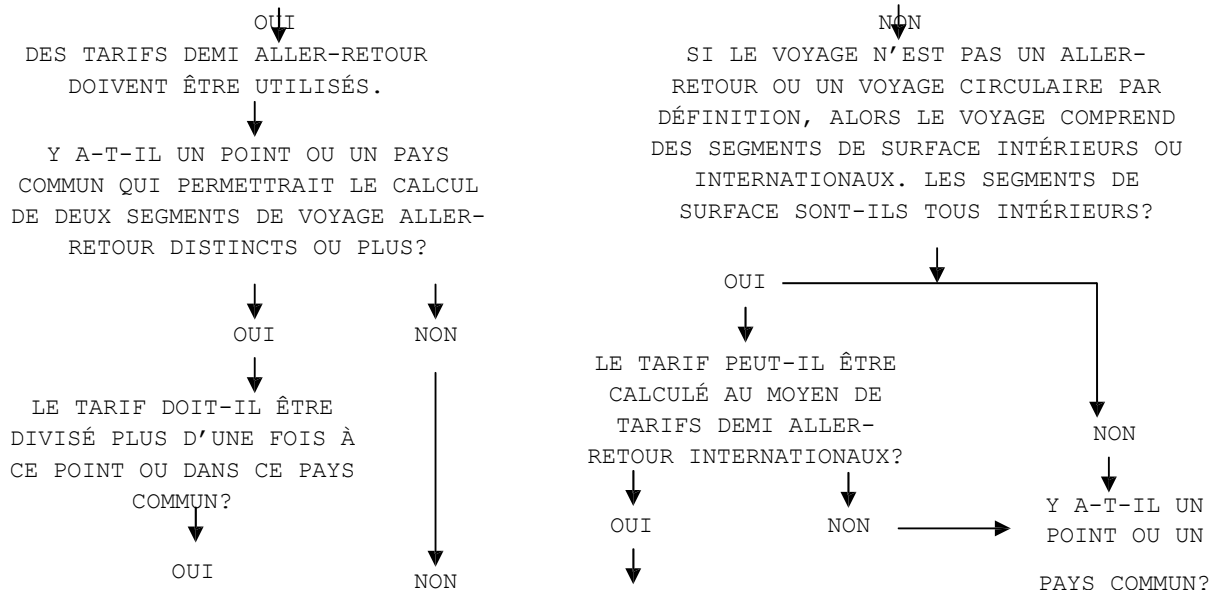 OUI
DES TARIFS DEMI ALLER-RETOUR
DOIVENT ÊTRE UTILISÉS.
Y A-T-IL UN POINT OU UN PAYS
COMMUN QUI PERMETTRAIT LE CALCUL
DE DEUX SEGMENTS DE VOYAGE ALLER-
RETOUR DISTINCTS OU PLUS?
OUI
NON
LE TARIF DOIT-IL ÊTRE
DIVISÉ PLUS D'UNE FOIS À
CE POINT OU DANS CE PAYS
COMMUN?
OUI
NON
NON
SI LE VOYAGE N'EST PAS UN ALLER-
RETOUR OU UN VOYAGE CIRCULAIRE PAR
DÉFINITION, ALORS LE VOYAGE COMPREND
DES SEGMENTS DE SURFACE INTÉRIEURS OU
INTERNATIONAUX. LES SEGMENTS DE
SURFACE SONT-ILS TOUS INTÉRIEURS?
OUI
LE TARIF PEUT-IL ÊTRE
CALCULÉ AU MOYEN DE
TARIFS DEMI ALLER-
RETOUR INTERNATIONAUX?
OUI
NON
NON
Y A-T-IL UN
POINT OU UN
PAYS COMMUN?